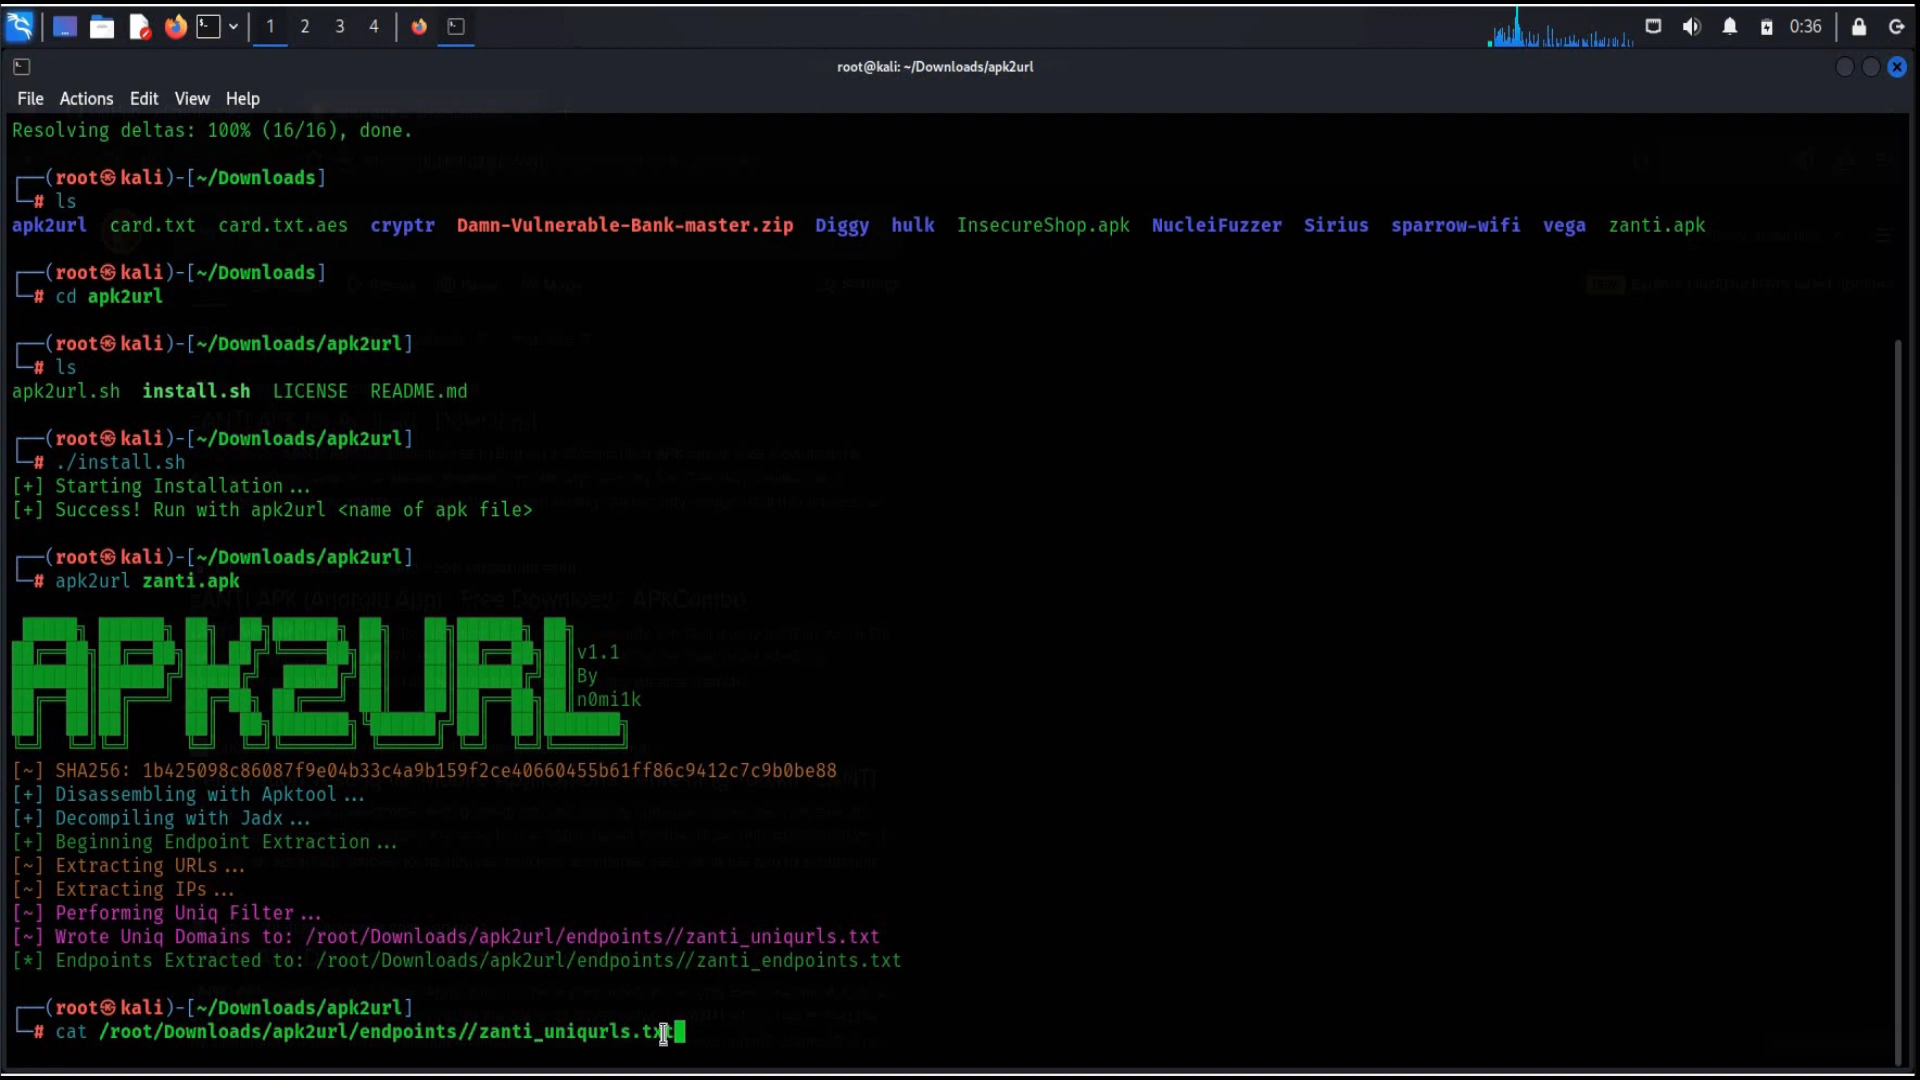 1 2 3 4 0:36
root@kali: ~/Downloads/apk2url
File Actions Edit View Help
Resolving deltas: 100% (16/16), done.
┌──(root㉿kali)-[~/Downloads]
└─# ls
apk2url card.txt card.txt.aes cryptr Damn-Vulnerable-Bank-master.zip Diggy hulk InsecureShop.apk NucleiFuzzer Sirius sparrow-wifi vega zanti.apk
┌──(root㉿kali)-[~/Downloads]
└─# cd apk2url
┌──(root㉿kali)-[~/Downloads/apk2url]
└─# ls
apk2url.sh install.sh LICENSE README.md
┌──(root㉿kali)-[~/Downloads/apk2url]
└─# ./install.sh
[+] Starting Installation...
[+] Success! Run with apk2url <name of apk file>
┌──(root㉿kali)-[~/Downloads/apk2url]
└─# apk2url zanti.apk
APK2URL
v1.1
By
n0mi1k
[~] SHA256: 1b425098c86087f9e04b33c4a9b159f2ce40660455b61ff86c9412c7c9b0be88
[+] Disassembling with Apktool...
[+] Decompiling with Jadx...
[+] Beginning Endpoint Extraction...
[~] Extracting URLs...
[~] Extracting IPs...
[~] Performing Uniq Filter...
[~] Wrote Uniq Domains to: /root/Downloads/apk2url/endpoints//zanti_uniqurls.txt
[*] Endpoints Extracted to: /root/Downloads/apk2url/endpoints//zanti_endpoints.txt
┌──(root㉿kali)-[~/Downloads/apk2url]
└─# cat /root/Downloads/apk2url/endpoints//zanti_uniqurls.txt